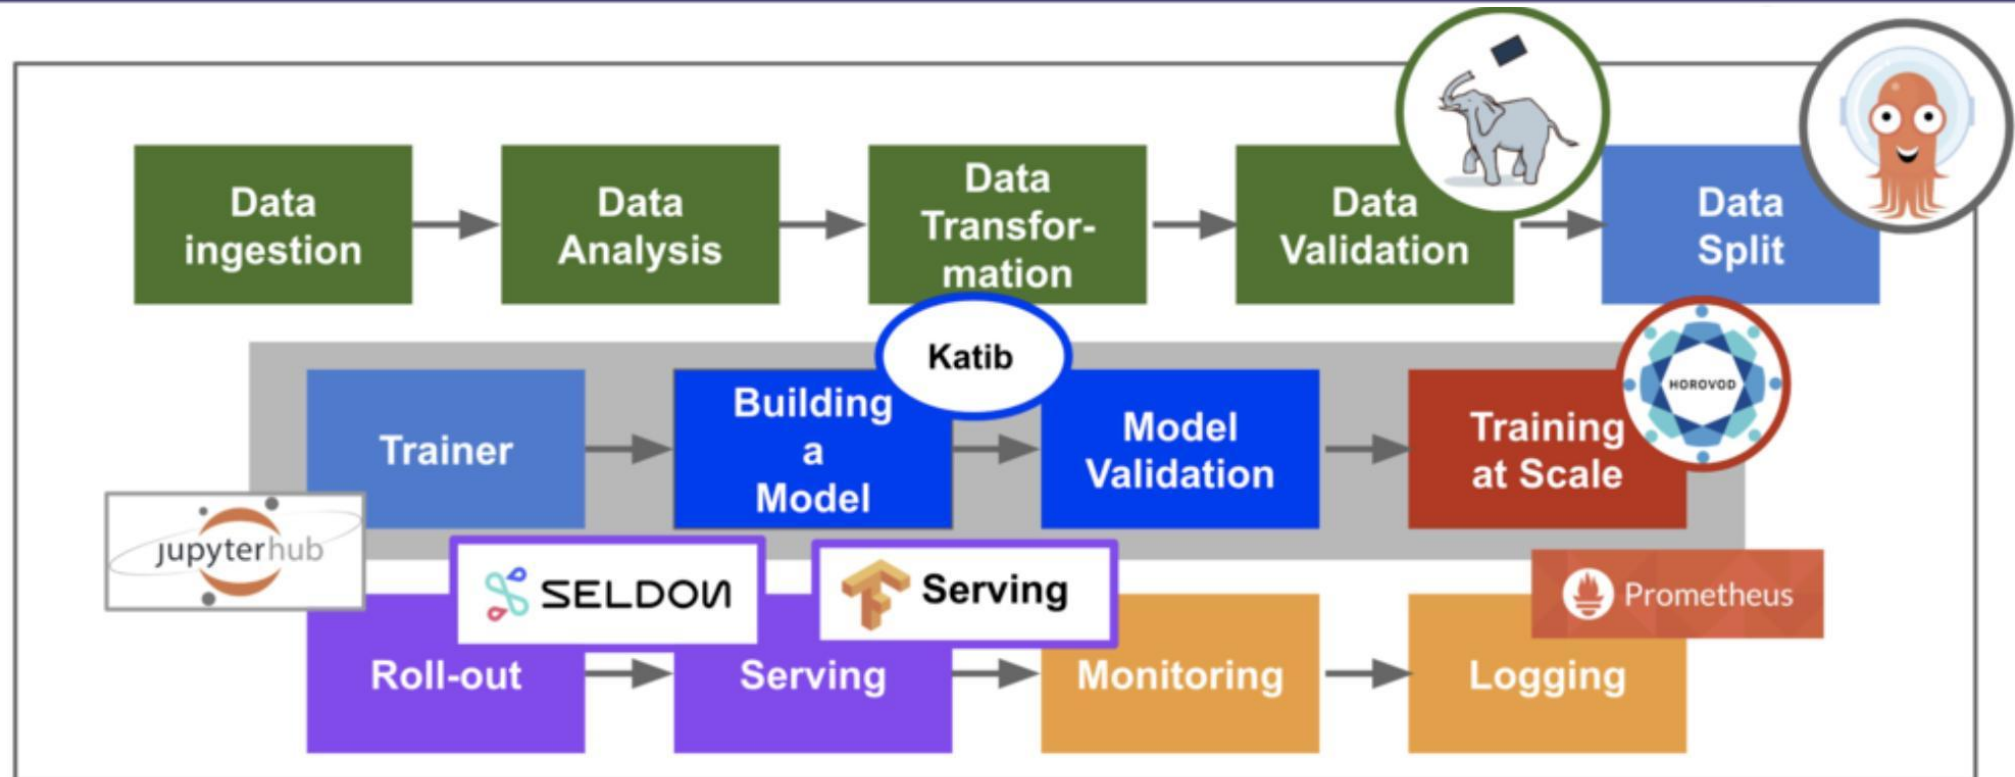 Data
ingestion
Data
Analysis
Data
Transfor-
mation
Data
Validation
Data
Split
Katib
Trainer
Building
a
Model
Model
Validation
Training
at Scale
HOROVOD
jupyterhub
SELDON
Serving
Prometheus
Roll-out
Serving
Monitoring
Logging